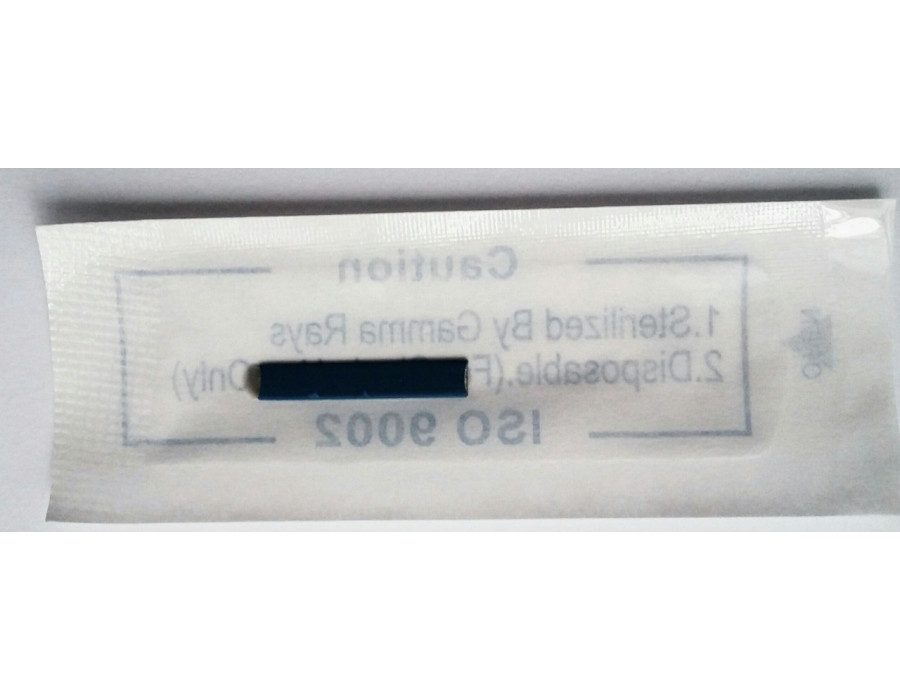 Caution
1.Sterilized By Gamma Rays
2.Disposable.(F Only)
ISO 9002